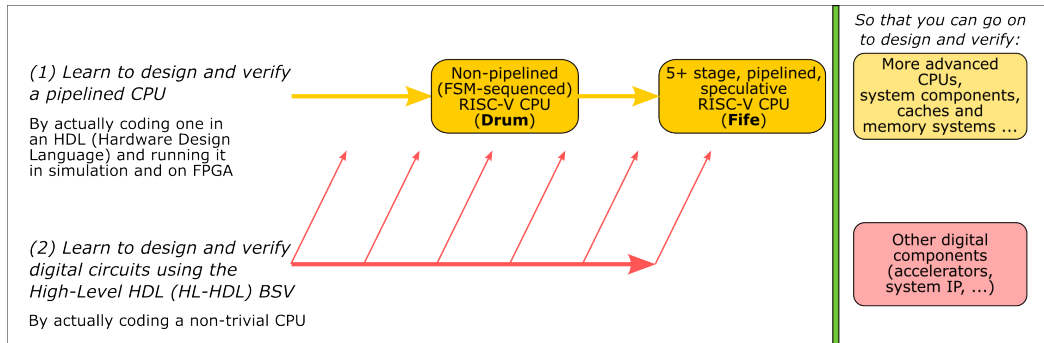 (1) Learn to design and verify
a pipelined CPU
By actually coding one in
an HDL (Hardware Design
Language) and running it
in simulation and on FPGA
Non-pipelined
(FSM-sequenced)
RISC-V CPU
(Drum)
5+ stage, pipelined,
speculative
RISC-V CPU
(Fife)
So that you can go on
to design and verify:
More advanced
CPUs,
system components,
caches and
memory systems ...
(2) Learn to design and verify
digital circuits using the
High-Level HDL (HL-HDL) BSV
By actually coding a non-trivial CPU
Other digital
components
(accelerators,
system IP, ...)